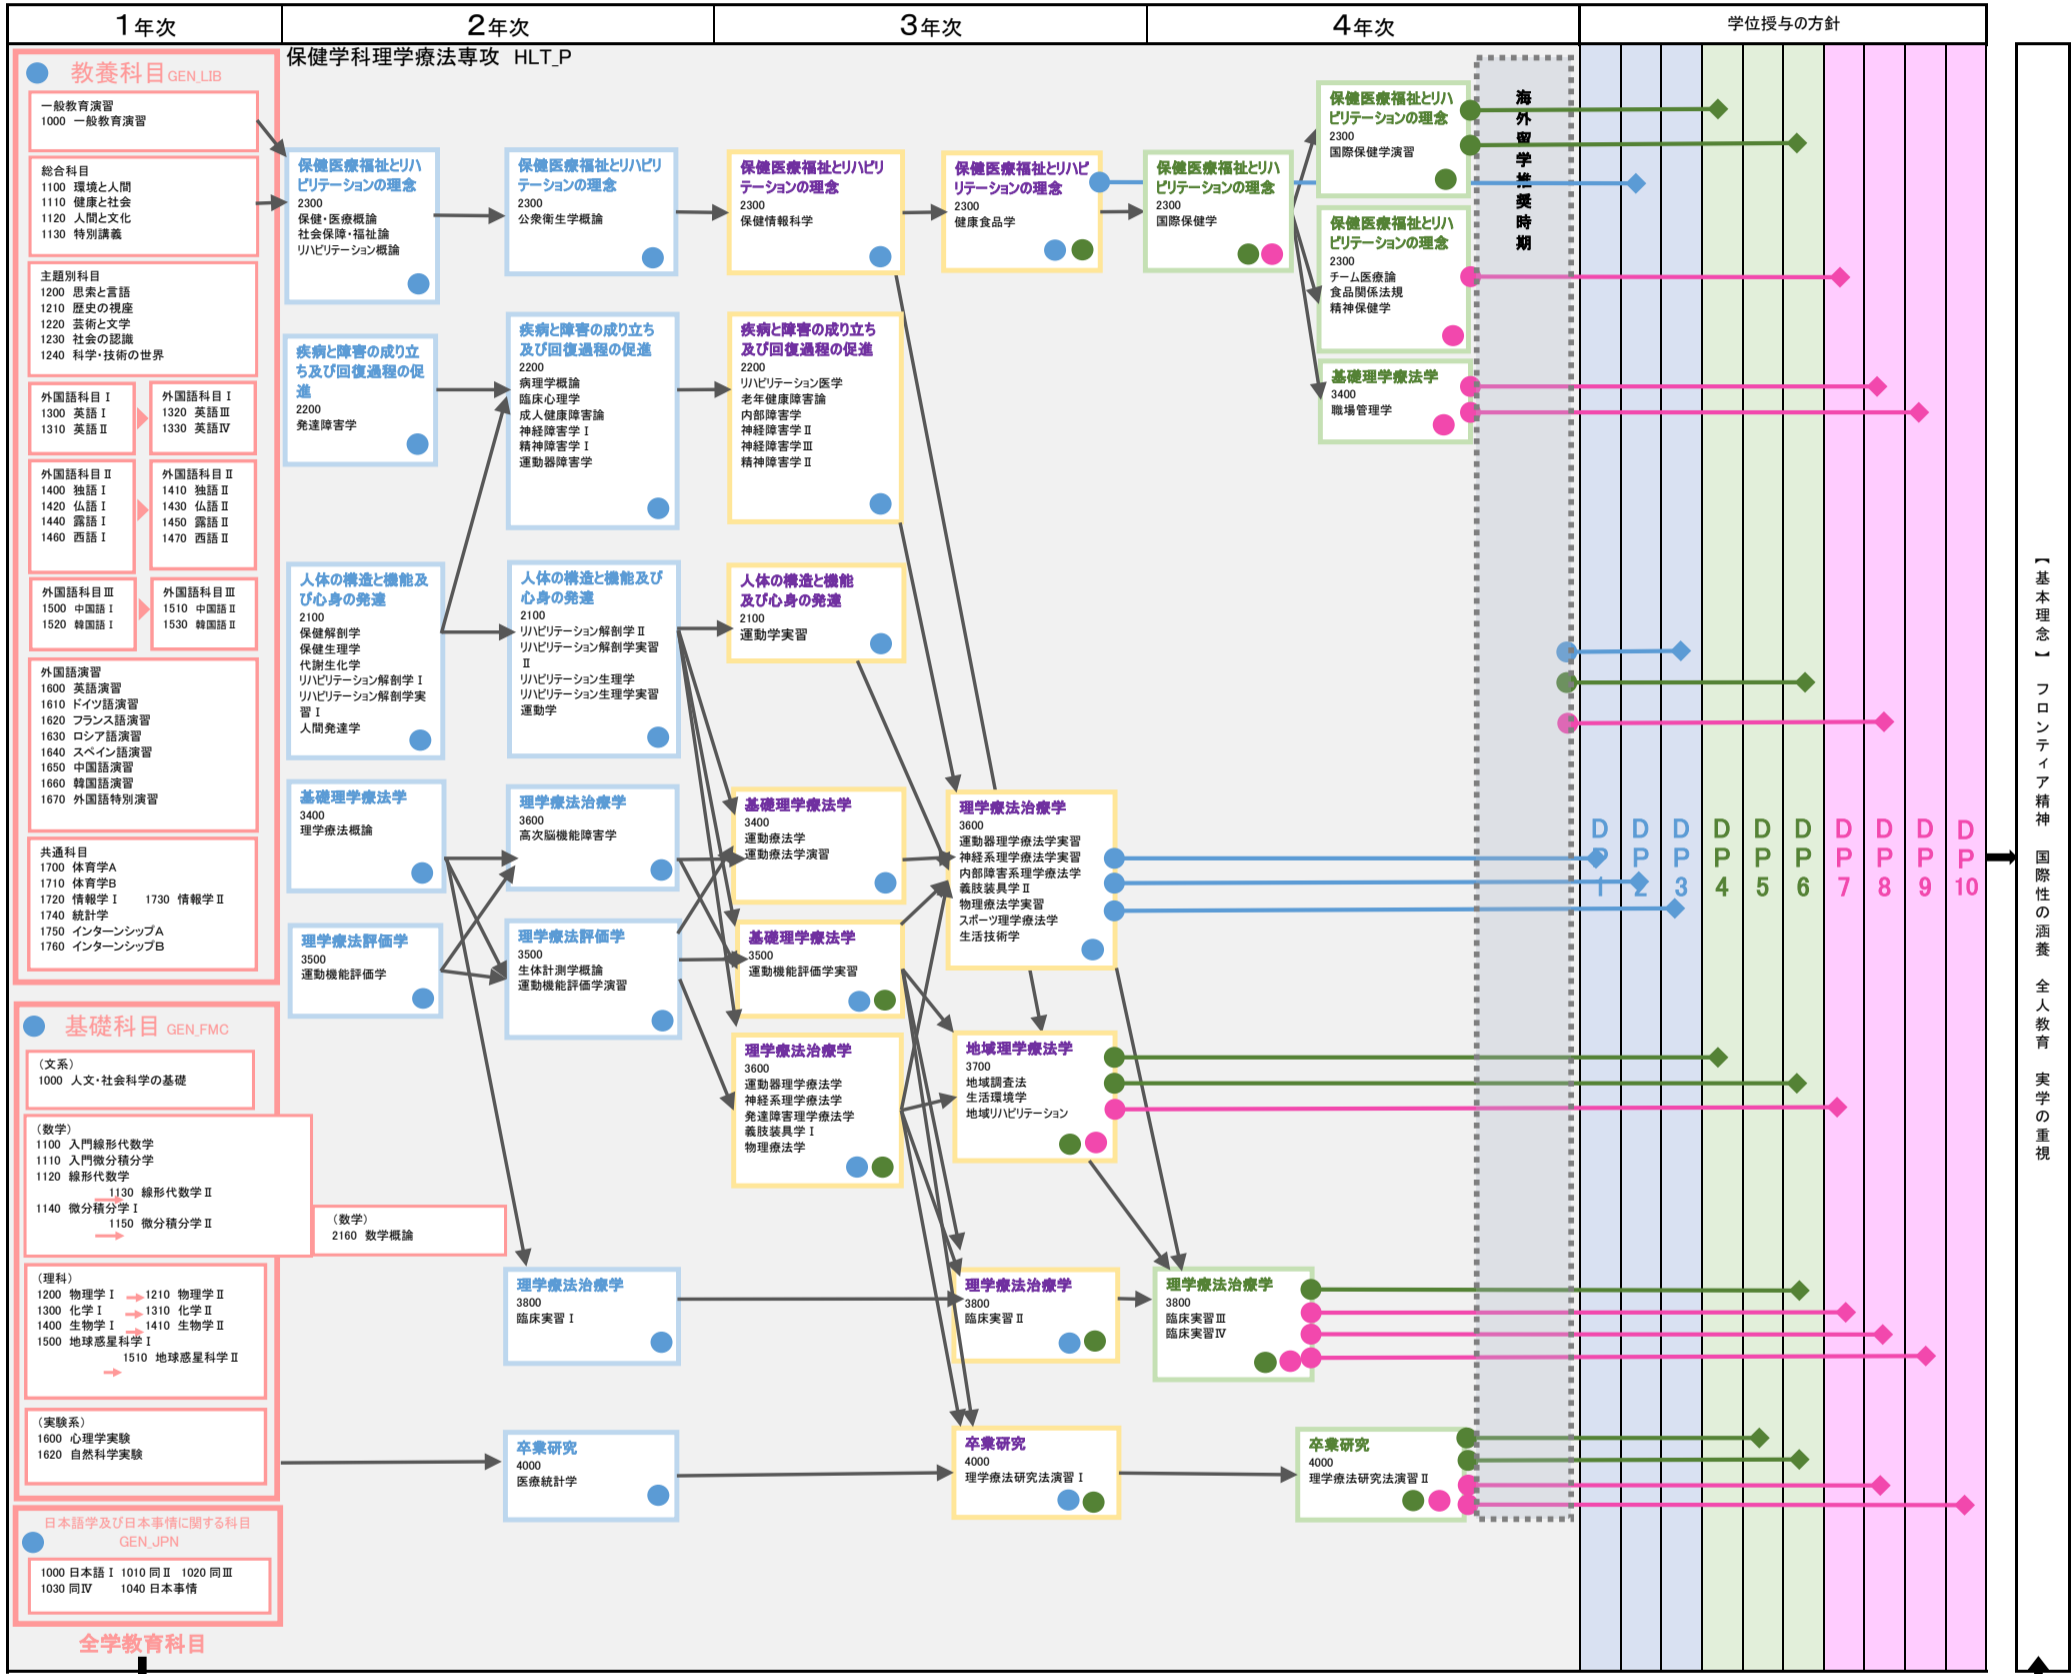 1年次
2年次
3年次
4年次
学位授与の方針
保健学科理学療法専攻 HLT_P
教養科目 GEN_LIB
一般教育演習
1000 一般教育演習
総合科目
1100 環境と人間
1110 健康と社会
1120 人間と文化
1130 特別講義
主題別科目
1200 思索と言語
1210 歴史の視座
1220 芸術と文学
1230 社会の認識
1240 科学・技術の世界
外国語科目Ⅰ
1300 英語Ⅰ
1310 英語Ⅱ
外国語科目Ⅰ
1320 英語Ⅲ
1330 英語Ⅳ
外国語科目Ⅱ
1400 独語Ⅰ
1420 仏語Ⅰ
1440 露語Ⅰ
1460 西語Ⅰ
外国語科目Ⅱ
1410 独語Ⅱ
1430 仏語Ⅱ
1450 露語Ⅱ
1470 西語Ⅱ
外国語科目Ⅲ
1500 中国語Ⅰ
1520 韓国語Ⅰ
外国語科目Ⅲ
1510 中国語Ⅱ
1530 韓国語Ⅱ
外国語演習
1600 英語演習
1610 ドイツ語演習
1620 フランス語演習
1630 ロシア語演習
1640 スペイン語演習
1650 中国語演習
1660 韓国語演習
1670 外国語特別演習
共通科目
1700 体育学A
1710 体育学B
1720 情報学Ⅰ 1730 情報学Ⅱ
1740 統計学
1750 インターンシップA
1760 インターンシップB
基礎科目 GEN_FMC
(文系)
1000 人文・社会科学の基礎
(数学)
1100 入門線形代数学
1110 入門微分積分学
1120 線形代数学
1130 線形代数学Ⅱ
1140 微分積分学Ⅰ
1150 微分積分学Ⅱ
(数学)
2160 数学概論
(理科)
1200 物理学Ⅰ 1210 物理学Ⅱ
1300 化学Ⅰ 1310 化学Ⅱ
1400 生物学Ⅰ 1410 生物学Ⅱ
1500 地球惑星科学Ⅰ
1510 地球惑星科学Ⅱ
(実験系)
1600 心理学実験
1620 自然科学実験
日本語学及び日本事情に関する科目
GEN_JPN
1000 日本語Ⅰ 1010 同Ⅱ 1020 同Ⅲ
1030 同Ⅳ 1040 日本事情
全学教育科目
保健医療福祉とリハ
ビリテーションの理念
2300
保健・医療概論
社会保障・福祉論
リハビリテーション概論
疾病と障害の成り立
ち及び回復過程の促
進
2200
発達障害学
人体の構造と機能及
び心身の発達
2100
保健解剖学
保健生理学
代謝生化学
リハビリテーション解剖学Ⅰ
リハビリテーション解剖学実
習Ⅰ
人間発達学
基礎理学療法学
3400
理学療法概論
理学療法評価学
3500
運動機能評価学
保健医療福祉とリハビリ
テーションの理念
2300
公衆衛生学概論
疾病と障害の成り立ち
及び回復過程の促進
2200
病理学概論
臨床心理学
成人健康障害論
神経障害学Ⅰ
精神障害学Ⅰ
運動器障害学
人体の構造と機能及び
心身の発達
2100
リハビリテーション解剖学Ⅱ
リハビリテーション解剖学実習
Ⅱ
リハビリテーション生理学
リハビリテーション生理学実習
運動学
理学療法治療学
3600
高次脳機能障害学
理学療法評価学
3500
生体計測学概論
運動機能評価学演習
理学療法治療学
3800
臨床実習Ⅰ
卒業研究
4000
医療統計学
保健医療福祉とリハビリ
テーションの理念
2300
保健情報科学
疾病と障害の成り立ち
及び回復過程の促進
2200
リハビリテーション医学
老年健康障害論
内部障害学
神経障害学Ⅱ
神経障害学Ⅲ
精神障害学Ⅱ
人体の構造と機能
及び心身の発達
2100
運動学実習
基礎理学療法学
3400
運動療法学
運動療法学演習
基礎理学療法学
3500
運動機能評価学実習
理学療法治療学
3600
運動器理学療法学
神経系理学療法学
発達障害理学療法学
義肢装具学Ⅰ
物理療法学
保健医療福祉とリハビ
リテーションの理念
2300
健康食品学
理学療法治療学
3600
運動器理学療法学実習
神経系理学療法学実習
内部障害系理学療法学
義肢装具学Ⅱ
物理療法学実習
スポーツ理学療法学
生活技術学
地域理学療法学
3700
地域調査法
生活環境学
地域リハビリテーション
理学療法治療学
3800
臨床実習Ⅱ
卒業研究
4000
理学療法研究法演習Ⅰ
保健医療福祉とリハ
ビリテーションの理念
2300
国際保健学
理学療法治療学
3800
臨床実習Ⅲ
臨床実習Ⅳ
保健医療福祉とリハ
ビリテーションの理念
2300
国際保健学演習
保健医療福祉とリハ
ビリテーションの理念
2300
チーム医療論
食品関係法規
精神保健学
基礎理学療法学
3400
職場管理学
卒業研究
4000
理学療法研究法演習Ⅱ
海外留学推奨時期
DP1
DP2
DP3
DP4
DP5
DP6
DP7
DP8
DP9
DP10
【基本理念】 フロンティア精神 国際性の涵養 全人教育 実学の重視